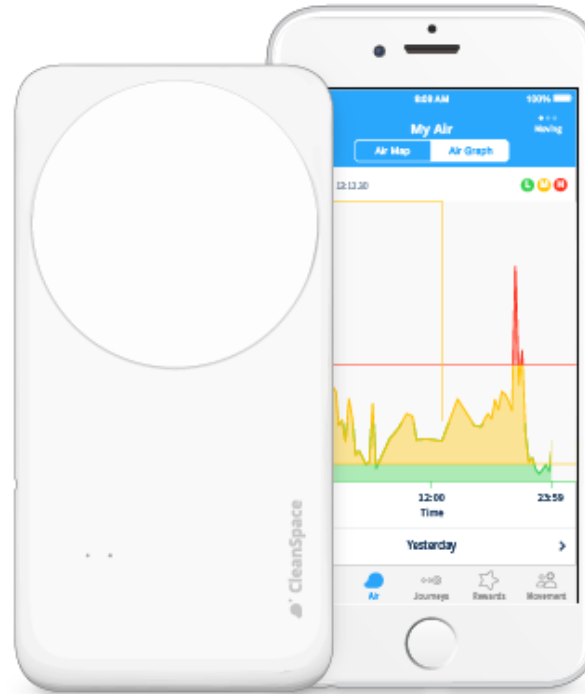 CleanSpace
8:09 AM
100%
My Air
Moving
Air Map
Air Graph
L M H
12:00
23:59
Time
Yesterday
Air
Journeys
Rewards
Movement